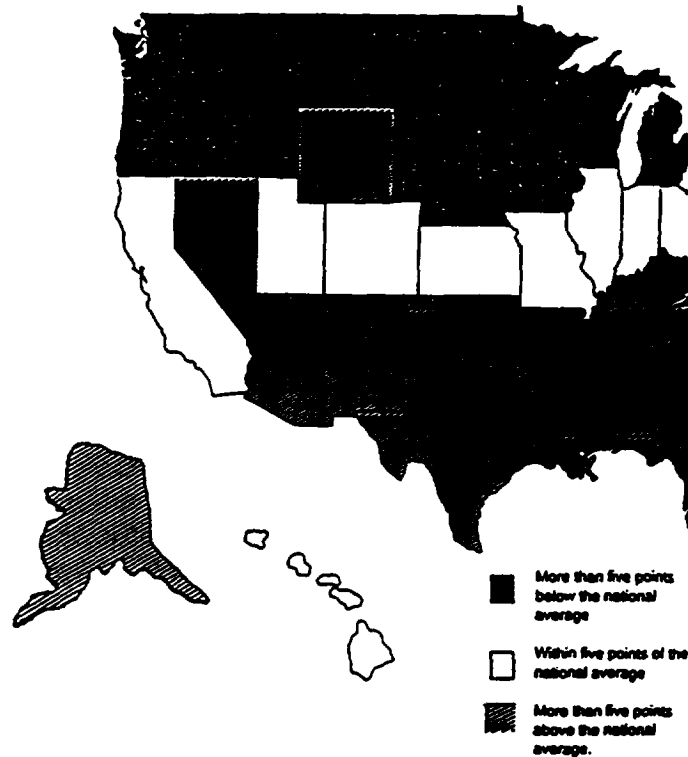 More than five points
below the national
average
Within five points of the
national average
More than five points
above the national
average.